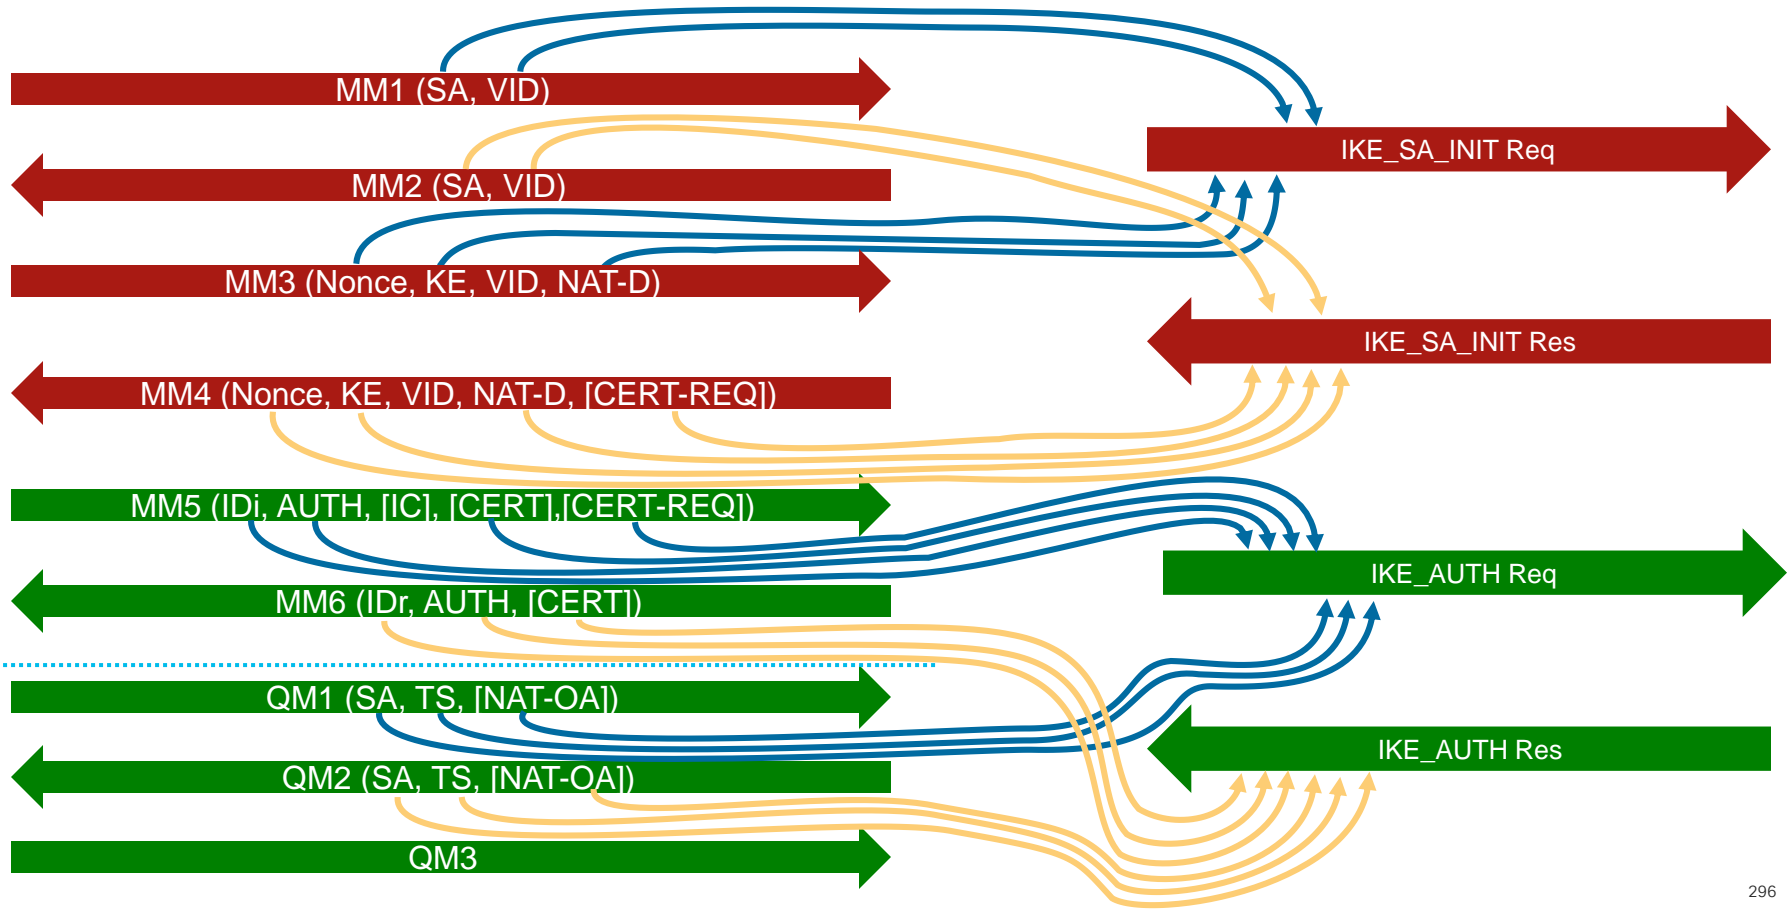 MM1 (SA, VID)
IKE_SA_INIT Req
MM2 (SA, VID)
MM3 (Nonce, KE, VID, NAT-D)
IKE_SA_INIT Res
MM4 (Nonce, KE, VID, NAT-D, [CERT-REQ])
MM5 (IDi, AUTH, [IC], [CERT],[CERT-REQ])
IKE_AUTH Req
MM6 (IDr, AUTH, [CERT])
QM1 (SA, TS, [NAT-OA])
IKE_AUTH Res
QM2 (SA, TS, [NAT-OA])
QM3
296